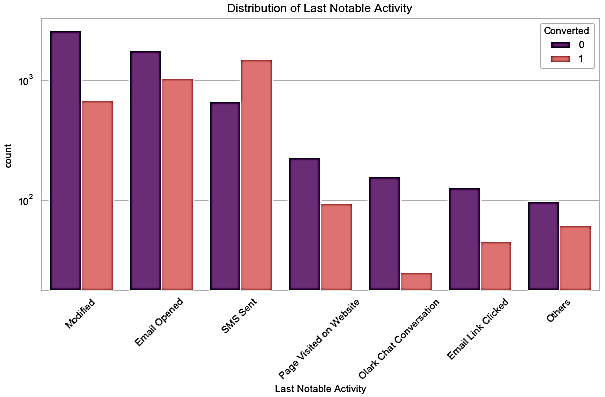 Distribution of Last Notable Activity
Converted
0
1
10³
10²
count
Modified
Email Opened
SMS Sent
Page Visited on Website
Olark Chat Conversation
Email Link Clicked
Others
Last Notable Activity